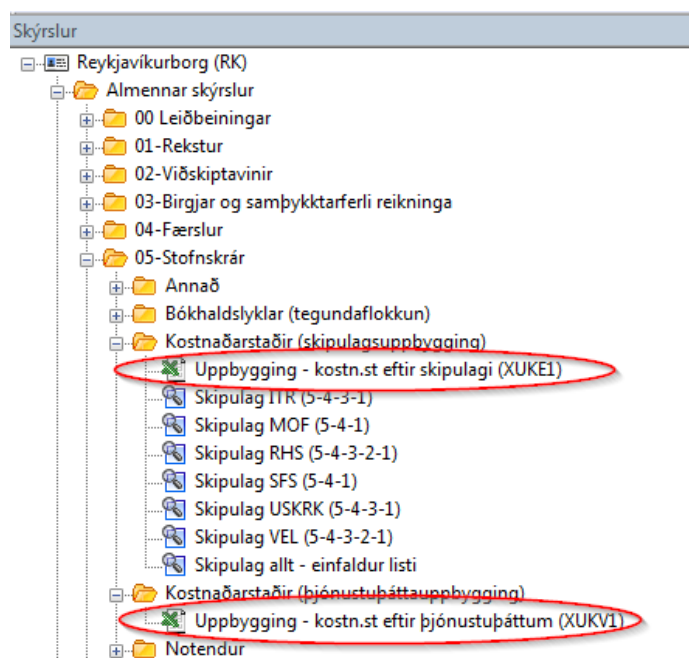 Skýrslur
Reykjavíkurborg (RK)
Almennar skýrslur
00 Leiðbeiningar
01-Rekstur
02-Viðskiptavinir
03-Birgjar og samþykktarferli reikninga
04-Færslur
05-Stofnskrár
Annað
Bókhaldslyklar (tegundaflokkun)
Kostnaðarstaðir (skipulagsuppbygging)
Uppbygging - kostn.st eftir skipulagi (XUKE1)
Skipulag ITR (5-4-3-1)
Skipulag MOF (5-4-1)
Skipulag RHS (5-4-3-2-1)
Skipulag SFS (5-4-1)
Skipulag USKRK (5-4-3-1)
Skipulag VEL (5-4-3-2-1)
Skipulag allt - einfaldur listi
Kostnaðarstaðir (þjónustuþáttauppbygging)
Uppbygging - kostn.st eftir þjónustuþáttum (XUKV1)
Notendur